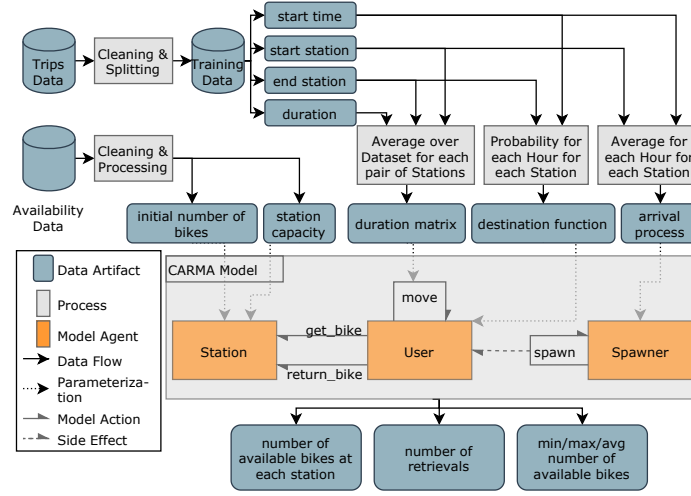 start time
Trips
Data
Cleaning &
Splitting
Training
Data
start station
end station
duration
Cleaning &
Processing
Availability
Data
Average over
Dataset for each
pair of Stations
Probability for
each Hour for
each Station
Average for
each Hour for
each Station
initial number of
bikes
station
capacity
duration matrix
destination function
arrival
process
Data Artifact
Process
Model Agent
Data Flow
Parameteriza-
tion
Model Action
Side Effect
CARMA Model
move
Station
get_bike
return_bike
User
spawn
Spawner
number of
available bikes at
each station
number of
retrievals
min/max/avg
number of
available bikes